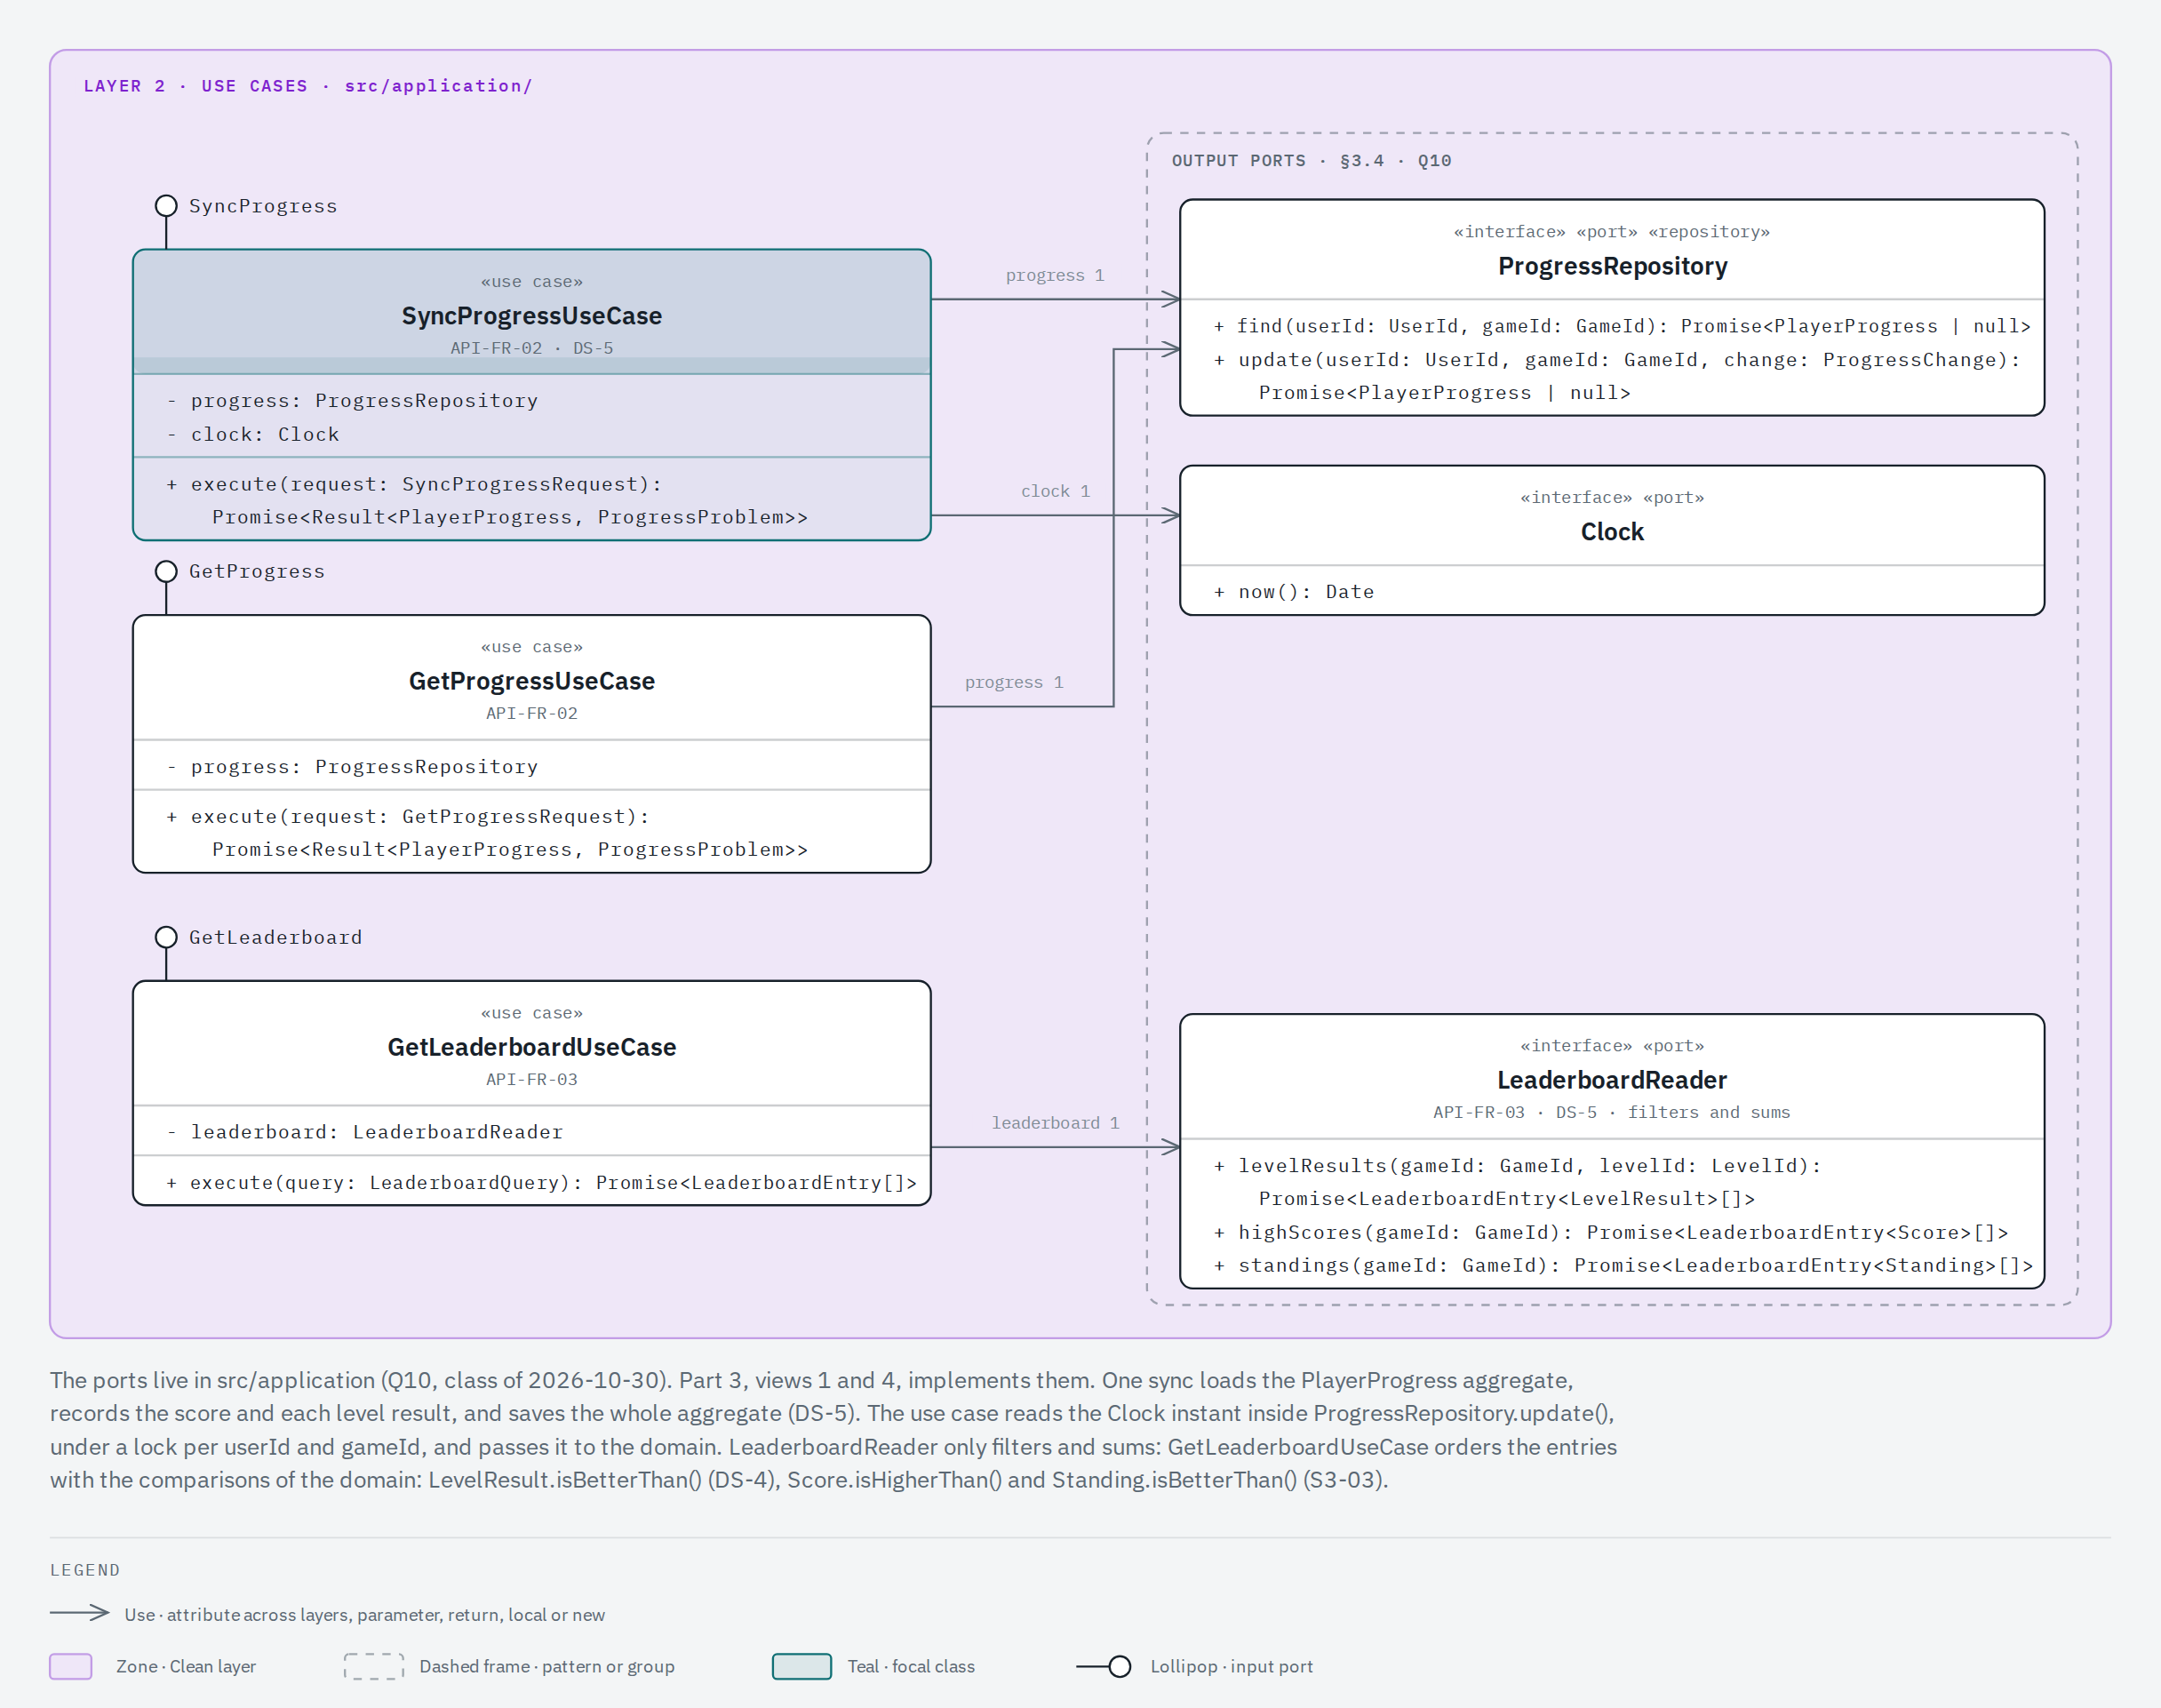 LAYER 2 · USE CASES · src/application/
OUTPUT PORTS · §3.4 · Q10
SyncProgress
«use case»
SyncProgressUseCase
API-FR-02 · DS-5
- progress: ProgressRepository
- clock: Clock
+ execute(request: SyncProgressRequest):
Promise<Result<PlayerProgress, ProgressProblem>>
progress 1
clock 1
«interface» «port» «repository»
ProgressRepository
+ find(userId: UserId, gameId: GameId): Promise<PlayerProgress | null>
+ update(userId: UserId, gameId: GameId, change: ProgressChange):
Promise<PlayerProgress | null>
«interface» «port»
Clock
+ now(): Date
GetProgress
«use case»
GetProgressUseCase
API-FR-02
- progress: ProgressRepository
+ execute(request: GetProgressRequest):
Promise<Result<PlayerProgress, ProgressProblem>>
progress 1
GetLeaderboard
«use case»
GetLeaderboardUseCase
API-FR-03
- leaderboard: LeaderboardReader
+ execute(query: LeaderboardQuery): Promise<LeaderboardEntry[]>
leaderboard 1
«interface» «port»
LeaderboardReader
API-FR-03 · DS-5 · filters and sums
+ levelResults(gameId: GameId, levelId: LevelId):
Promise<LeaderboardEntry<LevelResult>[]>
+ highScores(gameId: GameId): Promise<LeaderboardEntry<Score>[]>
+ standings(gameId: GameId): Promise<LeaderboardEntry<Standing>[]>
The ports live in src/application (Q10, class of 2026-10-30). Part 3, views 1 and 4, implements them. One sync loads the PlayerProgress aggregate,
records the score and each level result, and saves the whole aggregate (DS-5). The use case reads the Clock instant inside ProgressRepository.update(),
under a lock per userId and gameId, and passes it to the domain. LeaderboardReader only filters and sums: GetLeaderboardUseCase orders the entries
with the comparisons of the domain: LevelResult.isBetterThan() (DS-4), Score.isHigherThan() and Standing.isBetterThan() (S3-03).
LEGEND
Use · attribute across layers, parameter, return, local or new
Zone · Clean layer
Dashed frame · pattern or group
Teal · focal class
Lollipop · input port